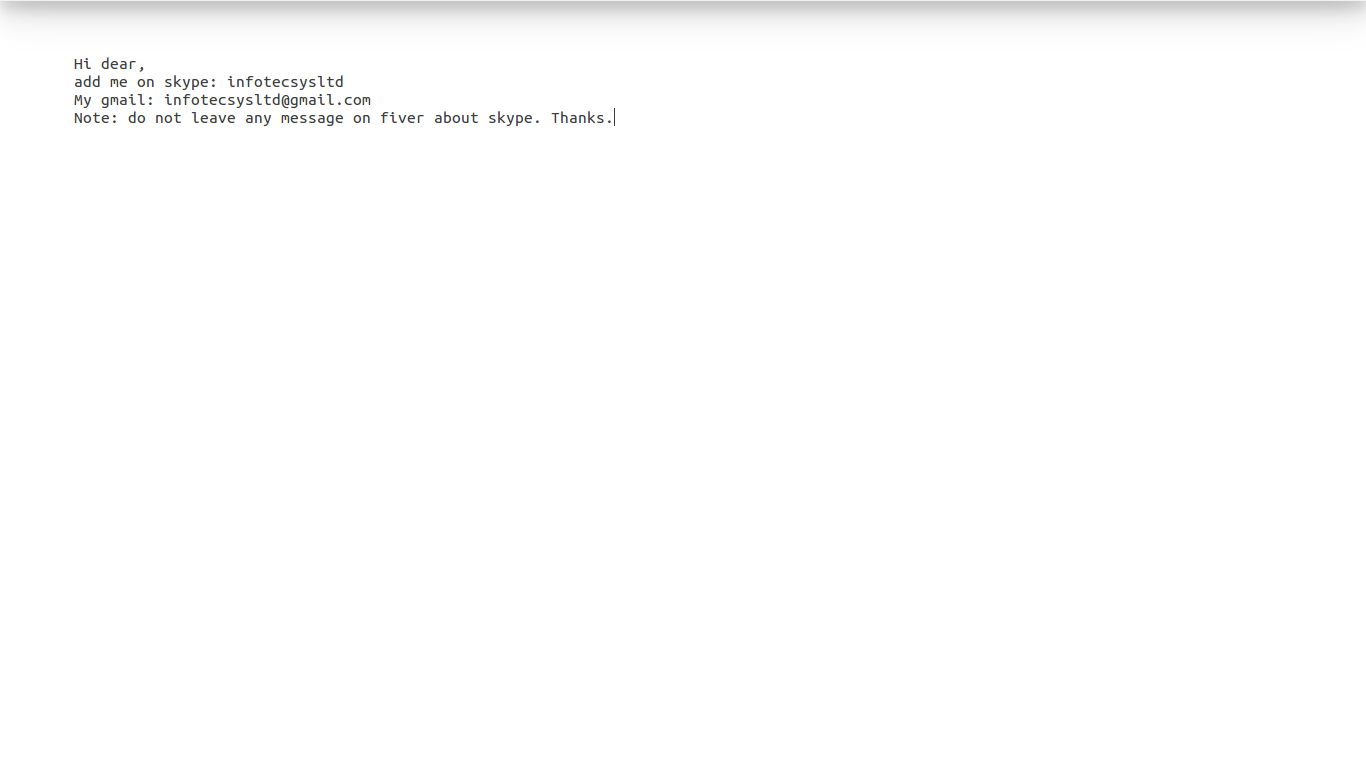 Hi dear,
add me on skype: infotecsysltd
My gmail: infotecsysltd@gmail.com
Note: do not leave any message on fiver about skype. Thanks.